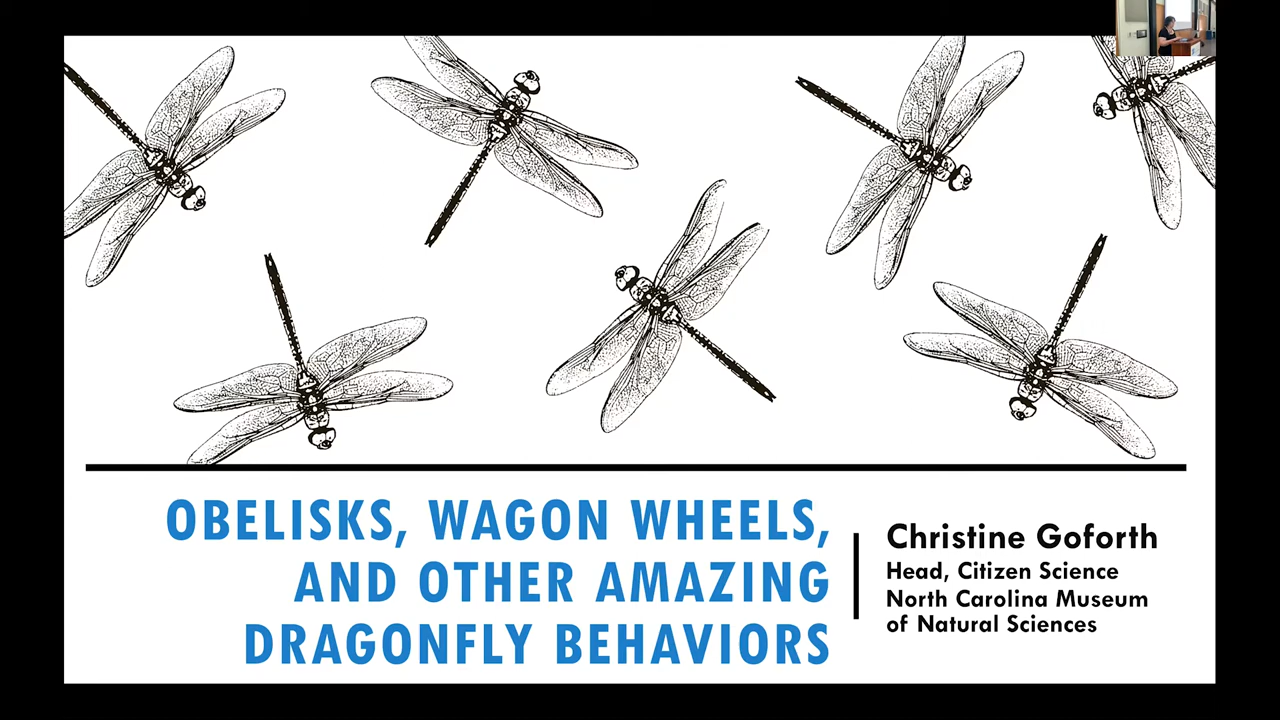 OBELISKS, WAGON WHEELS,
AND OTHER AMAZING
DRAGONFLY BEHAVIORS
Christine Goforth
Head, Citizen Science
North Carolina Museum
of Natural Sciences